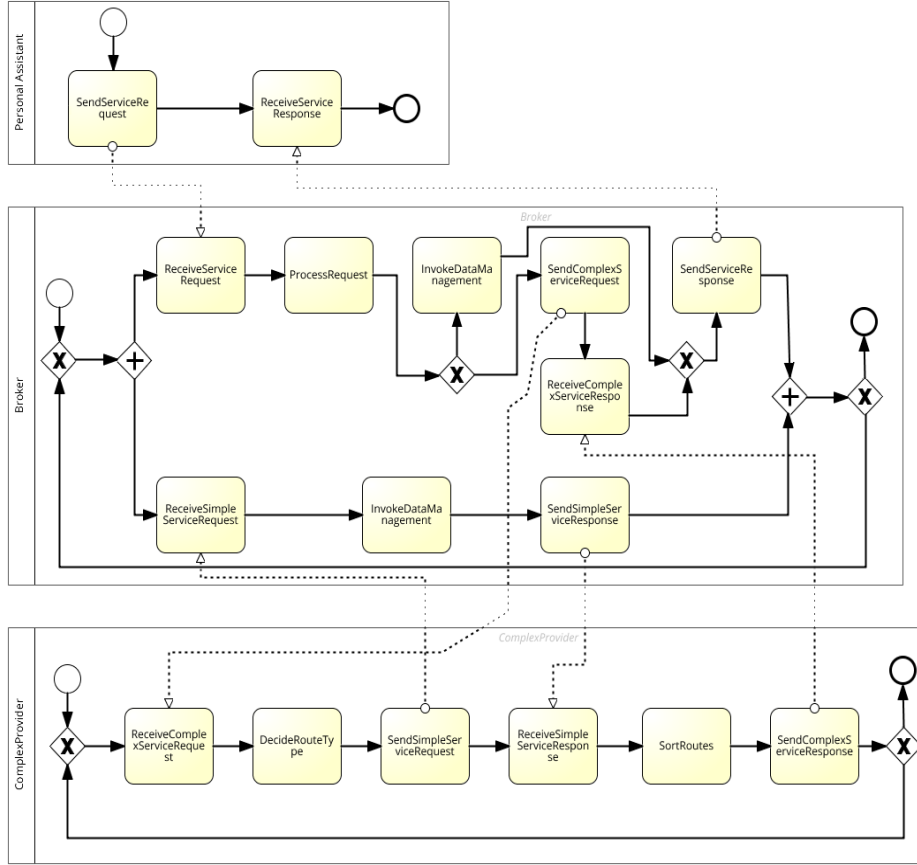 Personal Assistant
SendServiceRe
quest
ReceiveService
Response
Broker
Broker
ReceiveService
Request
ProcessRequest
InvokeDataMa
nagement
SendComplexS
erviceRequest
SendServiceRe
sponse
X
+
X
X
ReceiveComple
xServiceRespo
nse
+
X
ReceiveSimple
ServiceRequest
InvokeDataMa
nagement
SendSimpleSer
viceResponse
ComplexProvider
ComplexProvider
X
ReceiveComple
xServiceReque
st
DecideRouteTy
pe
SendSimpleSer
viceRequest
ReceiveSimple
ServiceRespon
se
SortRoutes
SendComplexS
erviceResponse
X